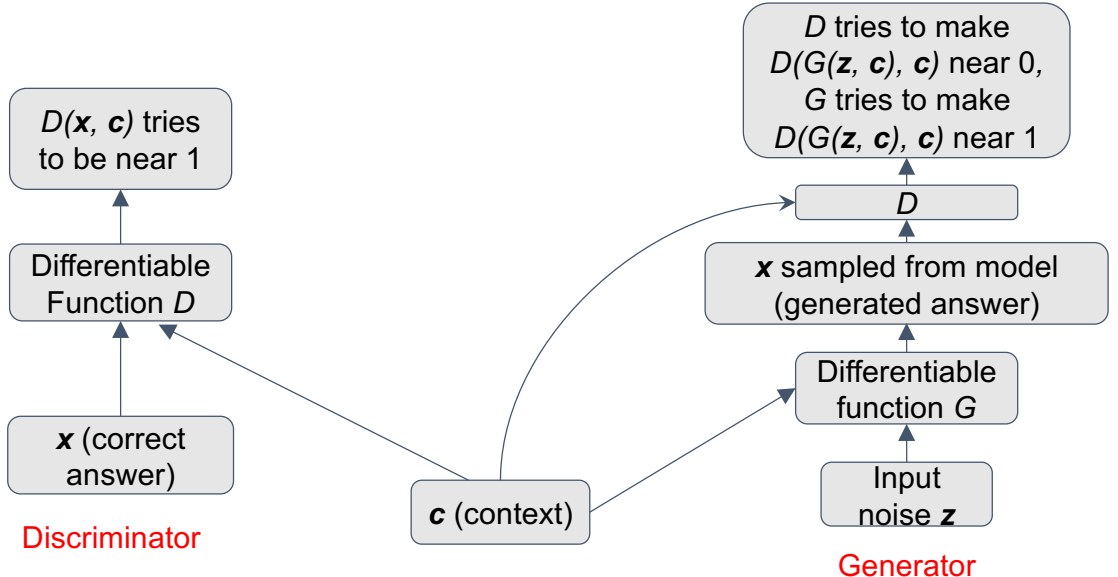 D(x, c) tries
to be near 1
Differentiable
Function D
x (correct
answer)
Discriminator
c (context)
D tries to make
D(G(z, c), c) near 0,
G tries to make
D(G(z, c), c) near 1
D
x sampled from model
(generated answer)
Differentiable
function G
Input
noise z
Generator